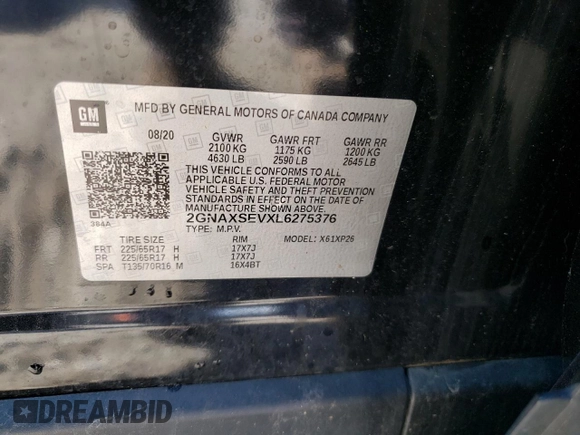 GM
MFD BY GENERAL MOTORS OF CANADA COMPANY
08/20 GVWR GAWR FRT GAWR RR
2100 KG 1175 KG 1200 KG
4630 LB 2590 LB 2645 LB
THIS VEHICLE CONFORMS TO ALL
APPLICABLE U.S. FEDERAL MOTOR
VEHICLE SAFETY AND THEFT PREVENTION
STANDARDS IN EFFECT ON THE DATE OF
MANUFACTURE SHOWN ABOVE.
384A 2GNAXSEVXL6275376
TYPE: M.P.V.
TIRE SIZE RIM MODEL: X61XP26
FRT 225/65R17 H 17X7J
RR 225/65R17 H 17X7J
SPA T135/70R16 M 16X4BT
DREAMBID